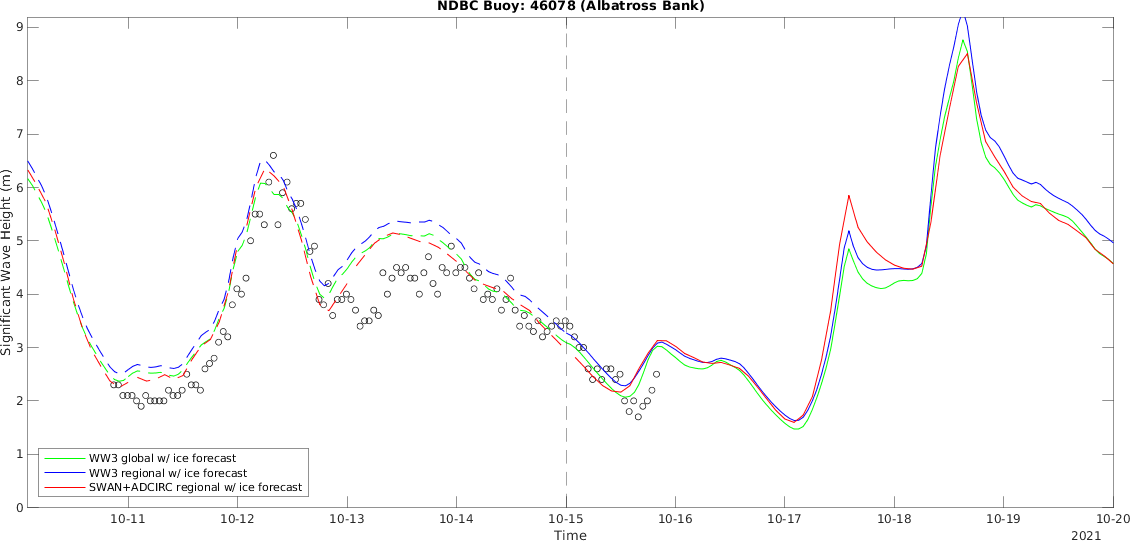 NDBC Buoy: 46078 (Albatross Bank)
Significant Wave Height (m)
9
8
7
6
5
4
3
2
1
0
WW3 global w/ ice forecast
WW3 regional w/ ice forecast
SWAN+ADCIRC regional w/ ice forecast
10-11 10-12 10-13 10-14 10-15 10-16 10-17 10-18 10-19 10-20
Time
2021